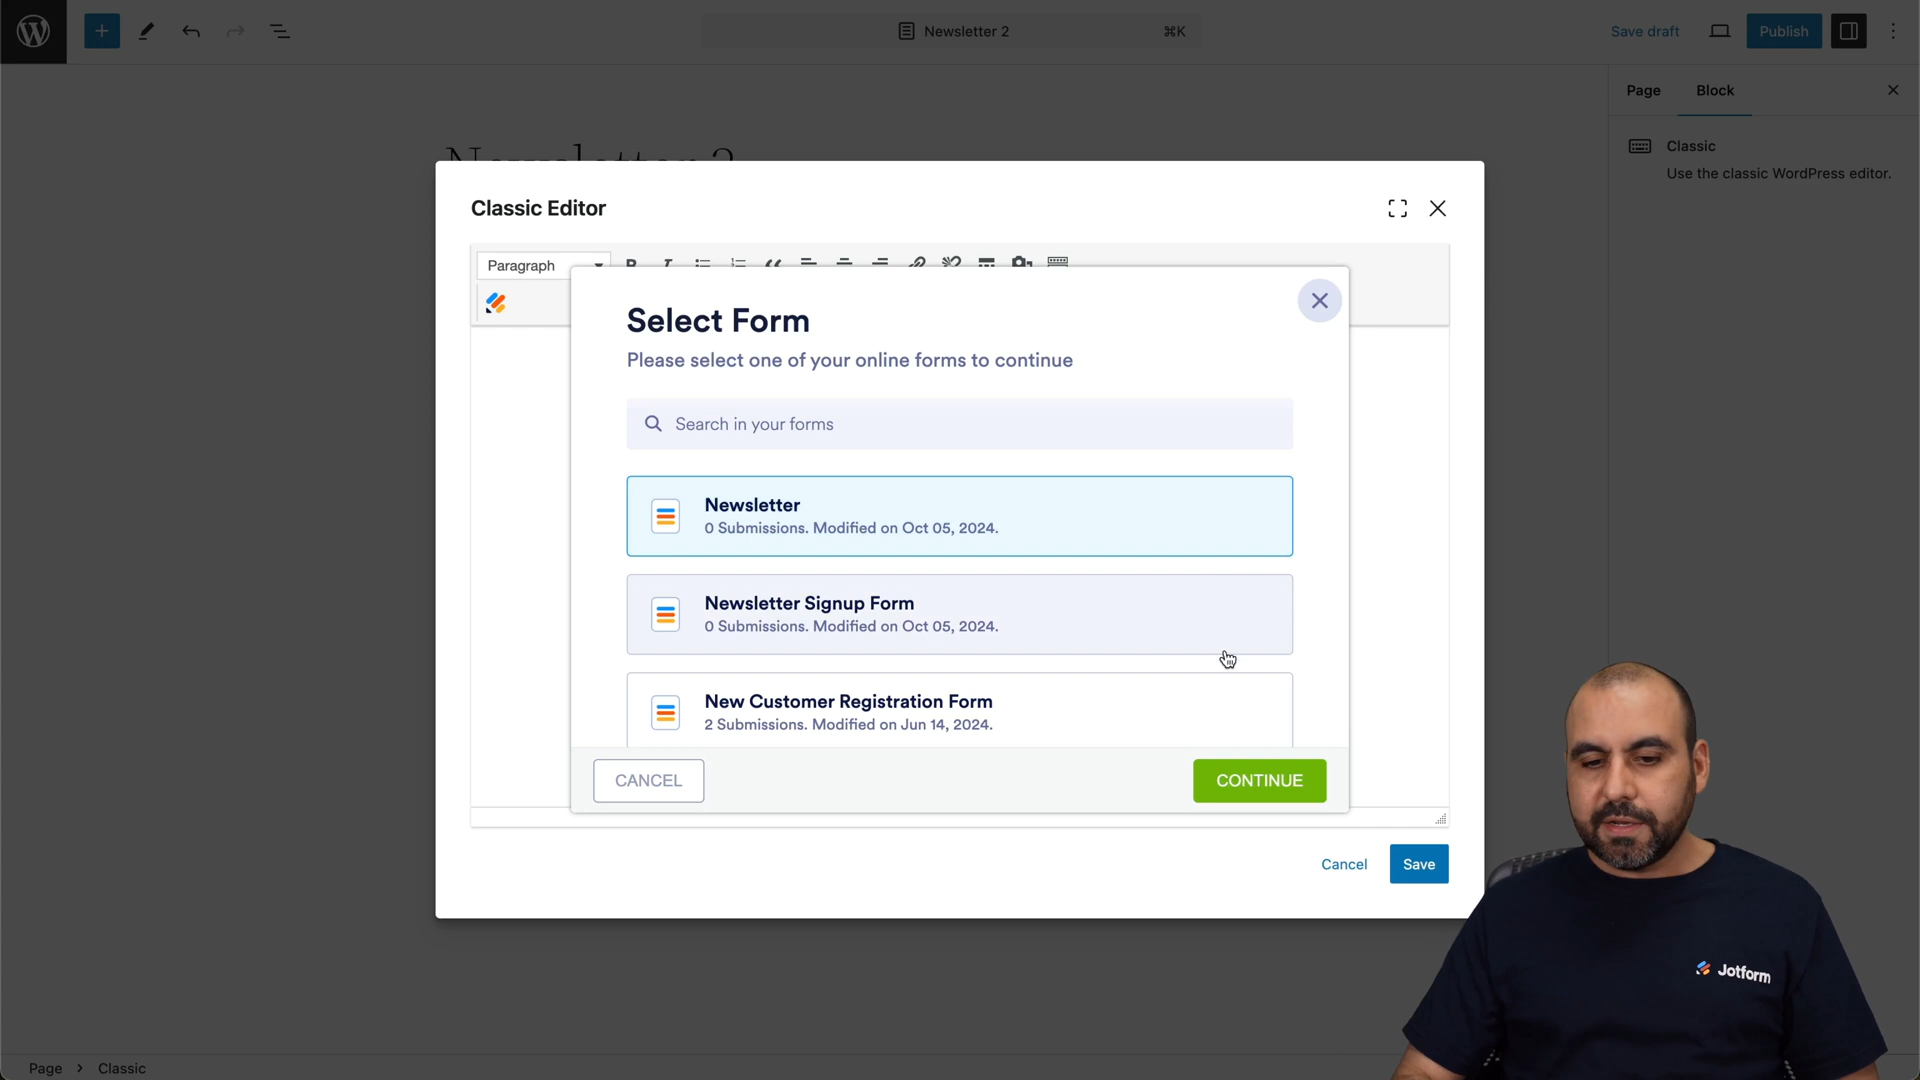 Newsletter 2
⌘K
Save draft
Publish
Page
Block
Classic
Use the classic WordPress editor.
Newsletter 2
Classic Editor
Paragraph
Select Form
Please select one of your online forms to continue
Search in your forms
Newsletter
0 Submissions. Modified on Oct 05, 2024.
Newsletter Signup Form
0 Submissions. Modified on Oct 05, 2024.
New Customer Registration Form
2 Submissions. Modified on Jun 14, 2024.
CANCEL
CONTINUE
Cancel
Save
Jotform
Page > Classic